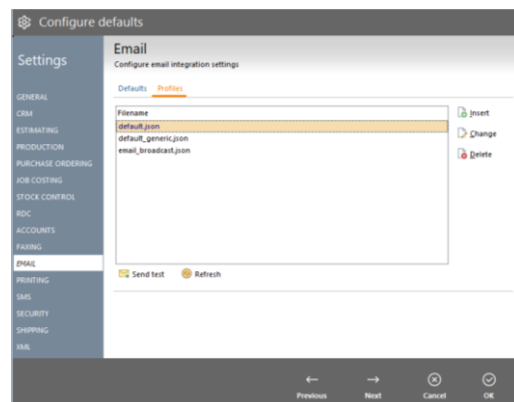 Configure defaults
Settings
GENERAL
CRM
ESTIMATING
PRODUCTION
PURCHASE ORDERING
JOB COSTING
STOCK CONTROL
RDC
ACCOUNTS
FAXING
EMAIL
PRINTING
SMS
SECURITY
SHIPPING
XML
Email
Configure email integration settings
Defaults Profiles
Filename
default.json
default_generic.json
email_broadcast.json
Insert
Change
Delete
Send test Refresh
Previous Next Cancel OK